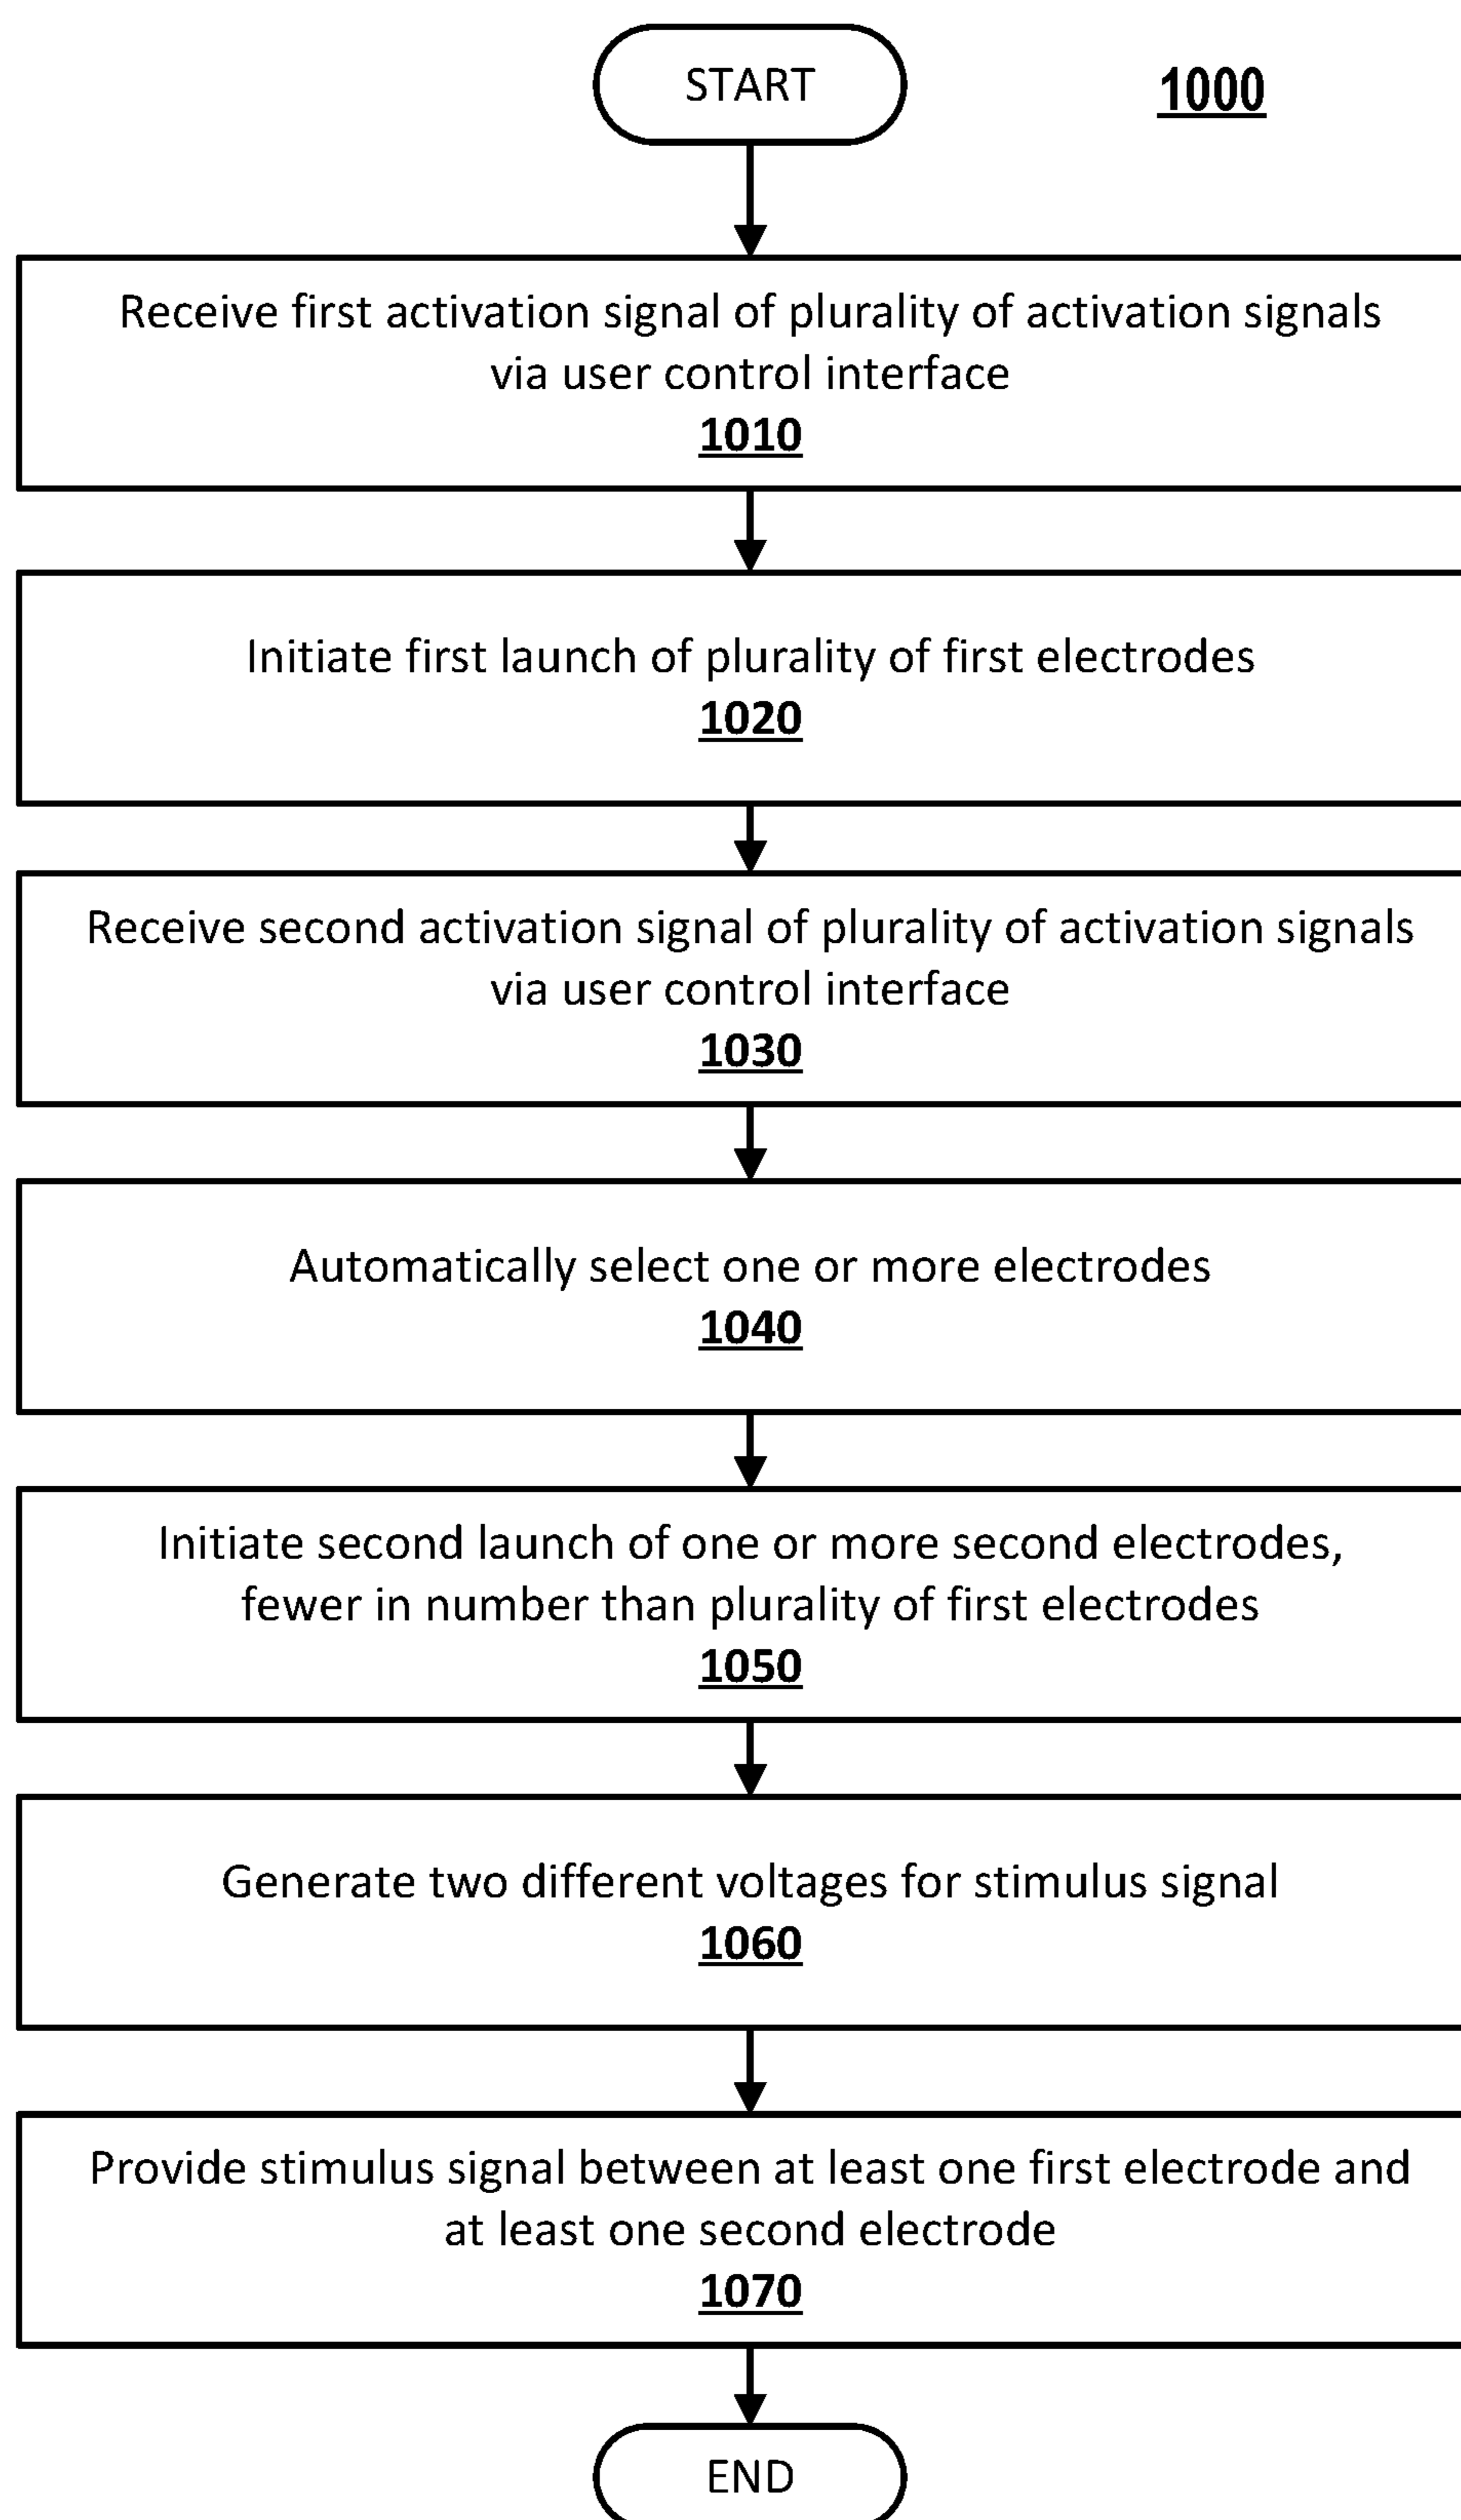 START
1000
Receive first activation signal of plurality of activation signals
via user control interface
1010
Initiate first launch of plurality of first electrodes
1020
Receive second activation signal of plurality of activation signals
via user control interface
1030
Automatically select one or more electrodes
1040
Initiate second launch of one or more second electrodes,
fewer in number than plurality of first electrodes
1050
Generate two different voltages for stimulus signal
1060
Provide stimulus signal between at least one first electrode and
at least one second electrode
1070
END